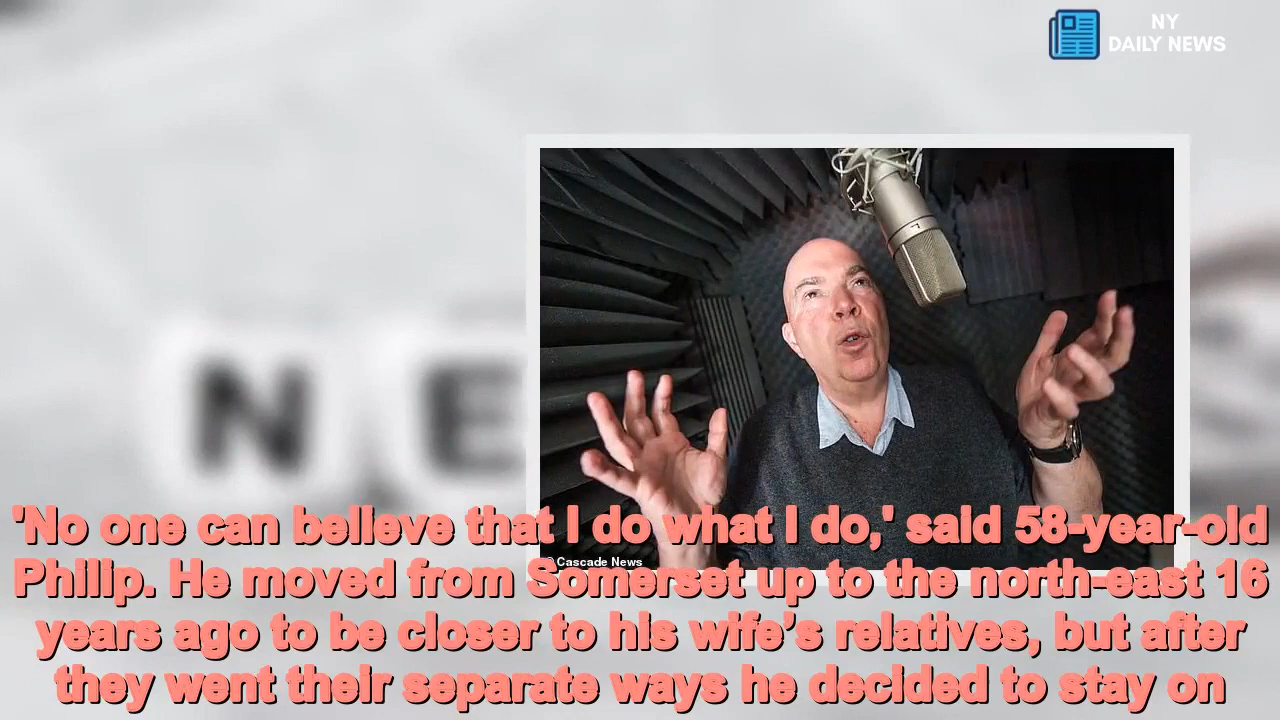 NY
DAILY NEWS
N E
© Cascade News
'No one can believe that I do what I do,' said 58-year-old
Philip. He moved from Somerset up to the north-east 16
years ago to be closer to his wife's relatives, but after
they went their separate ways he decided to stay on